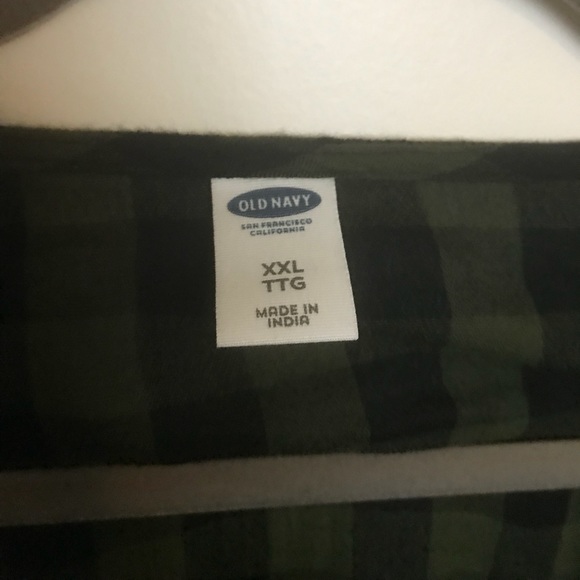 OLD NAVY
SAN FRANCISCO
CALIFORNIA
XXL
TTG
MADE IN
INDIA